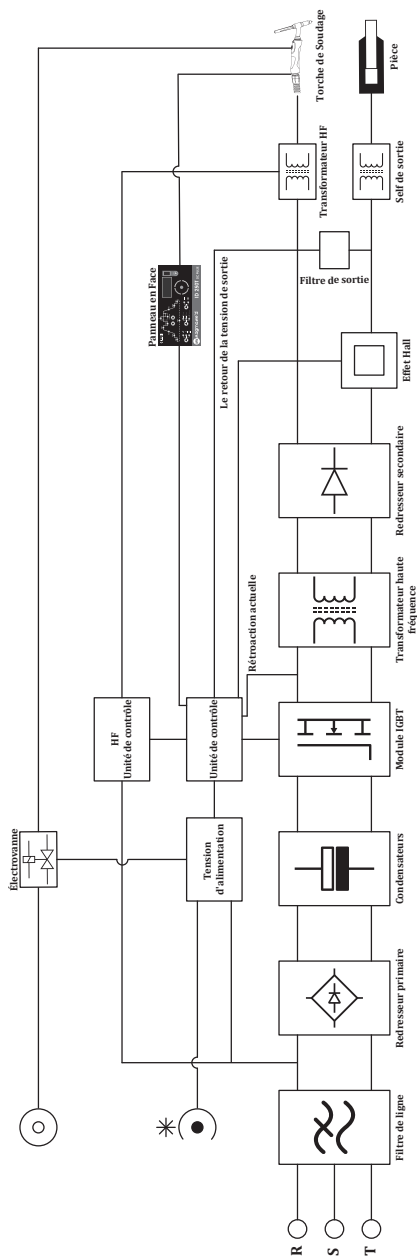 Torche de Soudage
Pièce
Transformateur HF
Self de sortie
Panneau en Face
Le retour de la tension de sortie
Filtre de sortie
Effet Hall
Redresseur secondaire
Rétroaction actuelle
Transformateur haute
fréquence
HF
Unité de contrôle
Unité de contrôle
Module IGBT
Électrovanne
Tension
d'alimentation
Condensateurs
Redresseur primaire
Filtre de ligne
R
S
T